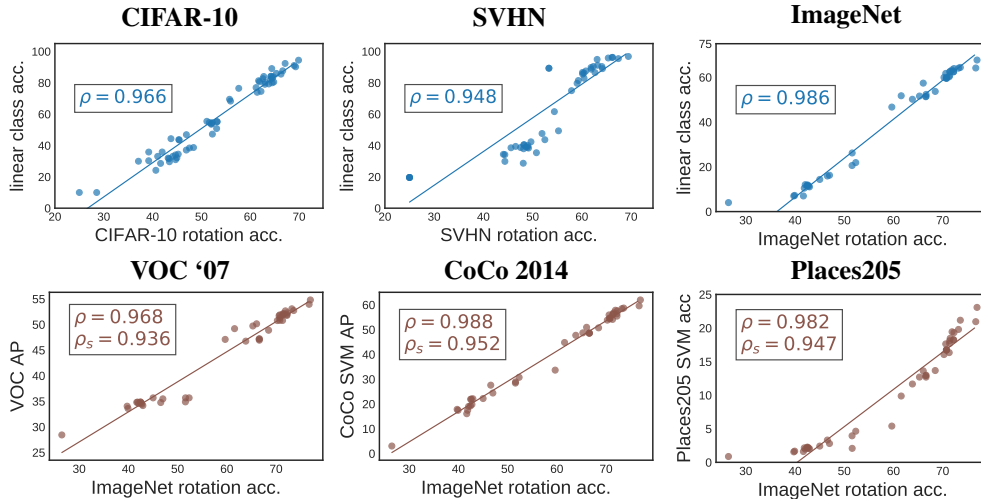 CIFAR-10
SVHN
ImageNet
100
80
60
40
20
0
linear class acc.
ρ = 0.966
20 30 40 50 60 70
CIFAR-10 rotation acc.
100
80
60
40
20
0
linear class acc.
ρ = 0.948
20 30 40 50 60 70
SVHN rotation acc.
75
60
40
20
0
linear class acc.
ρ = 0.986
30 40 50 60 70
ImageNet rotation acc.
VOC ‘07
CoCo 2014
Places205
55
50
45
40
35
30
25
VOC AP
ρ = 0.968
ρs = 0.936
30 40 50 60 70
ImageNet rotation acc.
60
50
40
30
20
10
0
CoCo SVM AP
ρ = 0.988
ρs = 0.952
30 40 50 60 70
ImageNet rotation acc.
25
20
15
10
5
0
Places205 SVM acc
ρ = 0.982
ρs = 0.947
30 40 50 60 70
ImageNet rotation acc.